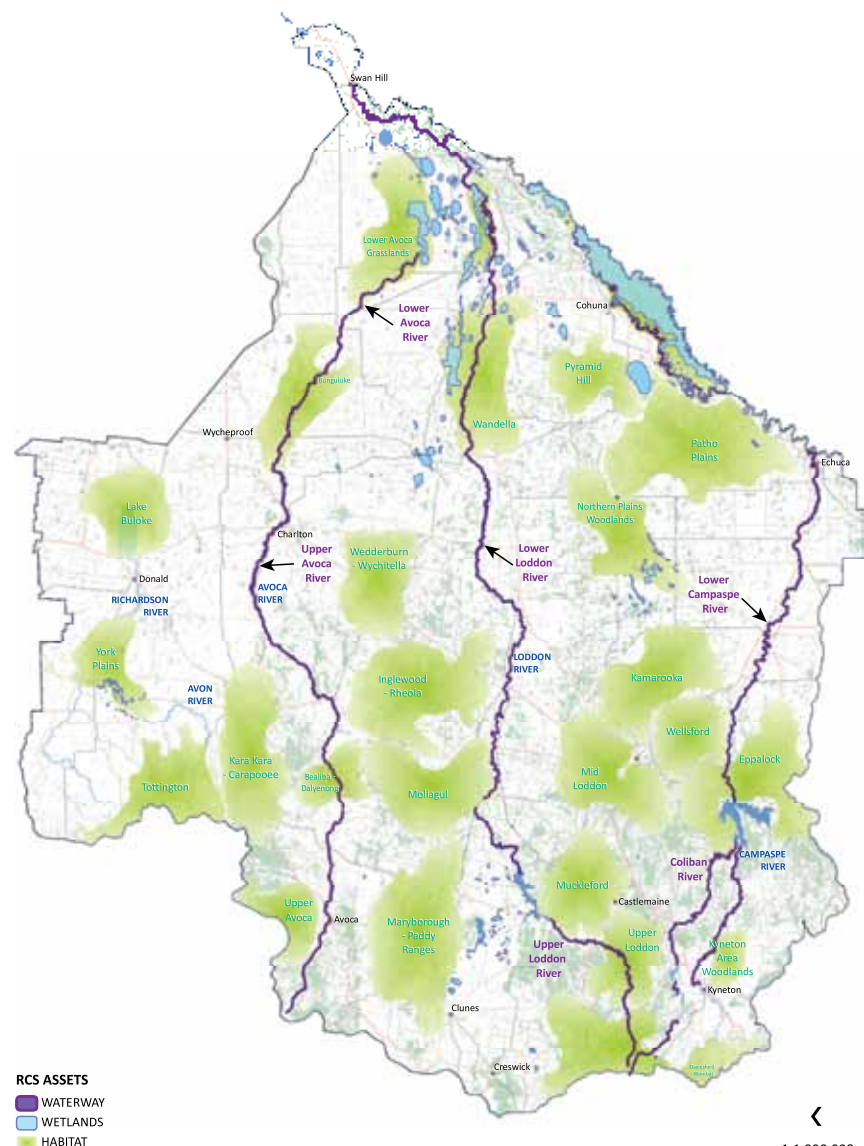 Swan Hill
Lower Avoca
Grasslands
Lower
Avoca
River
Cohuna
Bunguluke
Pyramid
Hill
Wandella
Wycheproof
Patho
Plains
Echuca
Lake
Buloke
Northern Plains
Woodlands
Charlton
Upper
Avoca
River
Wedderburn
- Wychitella
Lower
Loddon
River
Donald
RICHARDSON
RIVER
AVOCA
RIVER
Lower
Campaspe
River
York
Plains
LODDON
RIVER
Inglewood
- Rheola
Kamarooka
AVON
RIVER
Wellsford
Kara Kara
- Carapooee
Eppalock
Tottington
Bealiba -
Dalyenong
Moliagul
Mid
Loddon
Coliban
River
CAMPASPE
RIVER
Muckleford
Castlemaine
Upper
Avoca
Avoca
Maryborough
- Paddy
Ranges
Upper
Loddon
River
Upper
Loddon
Kyneton
Area
Woodlands
Kyneton
Clunes
Creswick
RCS ASSETS
WATERWAY
WETLANDS
HABITAT